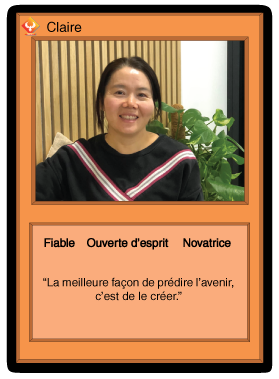 Claire
Fiable Ouverte d’esprit Novatrice
“La meilleure façon de prédire l’avenir,
c’est de le créer.”